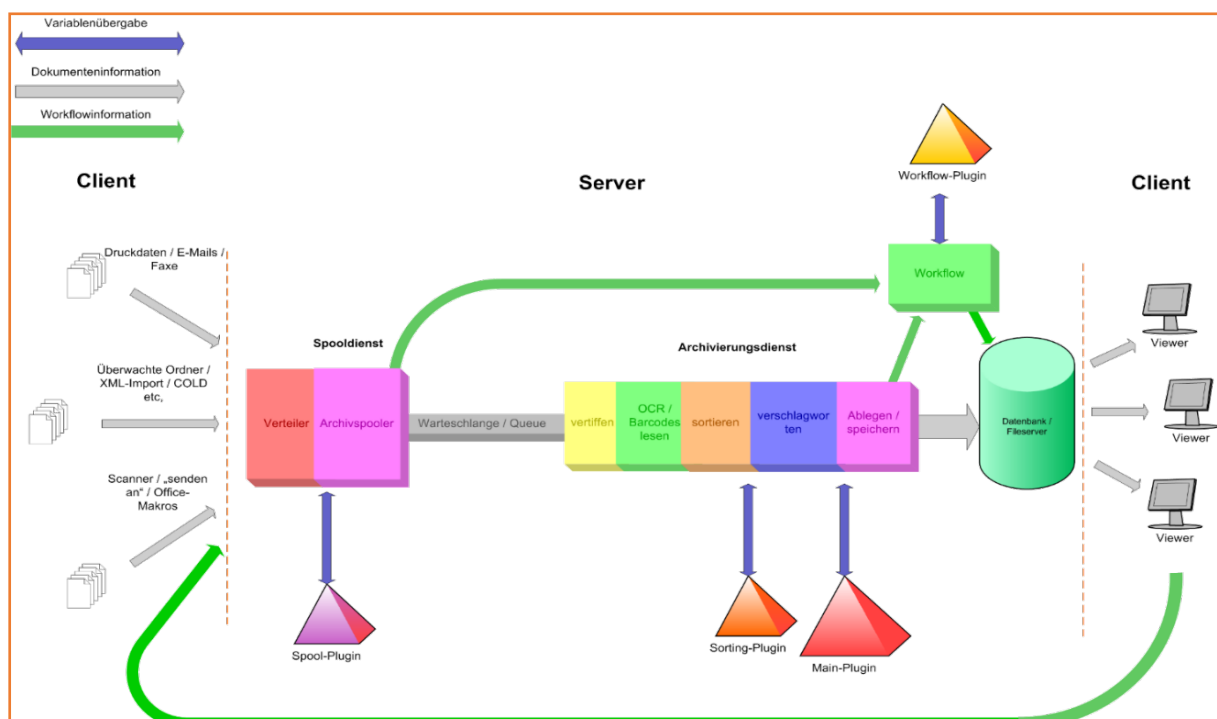 Variablenübergabe
Dokumenteninformation
Workflowinformation
Client
Server
Client
Workflow-Plugin
Druckdaten / E-Mails /
Faxe
Workflow
Spooldienst
Archivierungsdienst
Viewer
Überwachte Ordner /
XML-Import / COLD
etc,
Verteiler
Archivspooler
Warteschlange / Queue
vertiffen
OCR /
Barcodes
lesen
sortieren
verschlagwor
ten
Ablegen /
speichern
Datenbank /
Fileserver
Viewer
Scanner / „senden
an“ / Office-
Makros
Viewer
Spool-Plugin
Sorting-Plugin
Main-Plugin